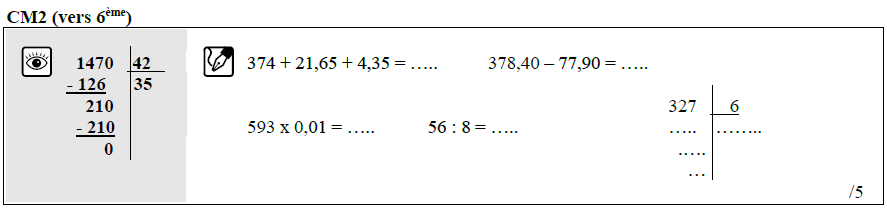 CM2 (vers 6ème)
1470 42
- 126 35
210
- 210
0
374 + 21,65 + 4,35 = ….. 378,40 – 77,90 = …..
593 x 0,01 = ….. 56 : 8 = …..
327 6
….. ……..
…..
…
/5